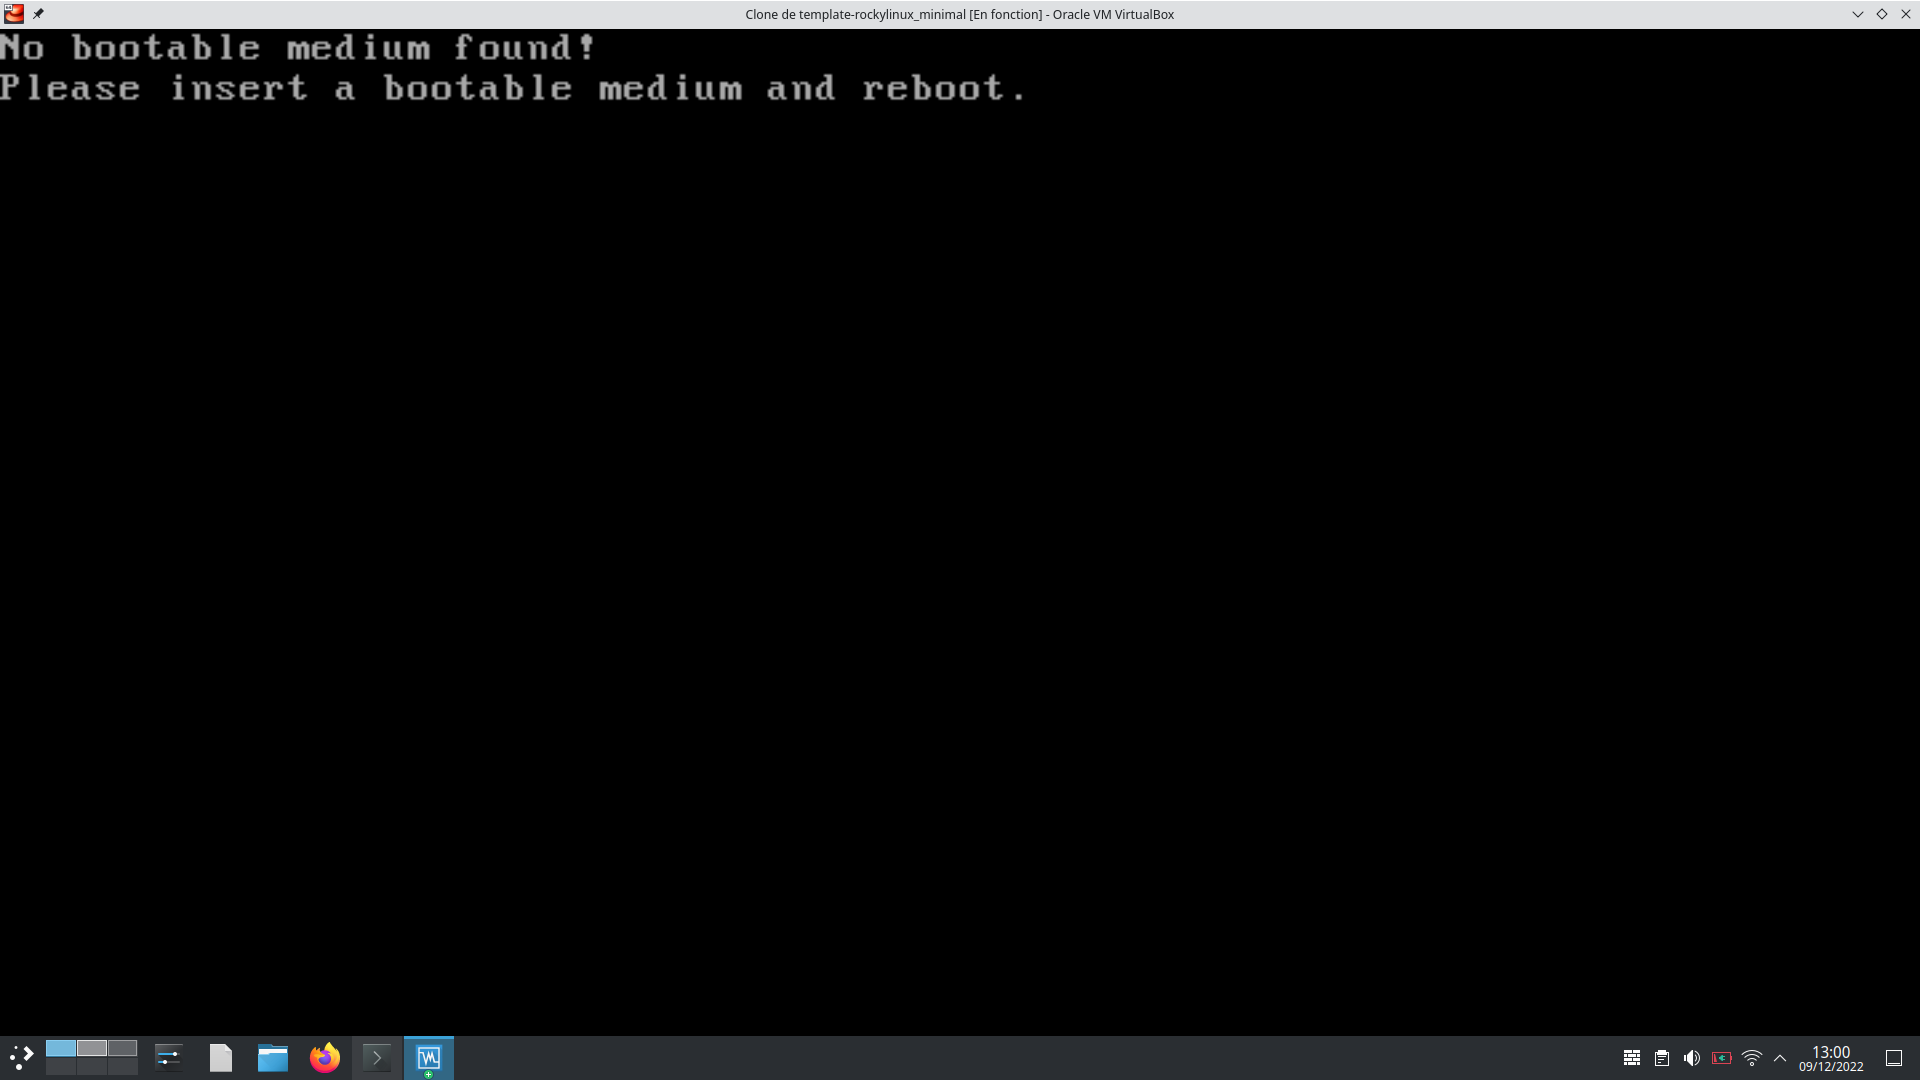 Clone de template-rockylinux_minimal [En fonction] - Oracle VM VirtualBox
No bootable medium found!
Please insert a bootable medium and reboot.
13:00
09/12/2022